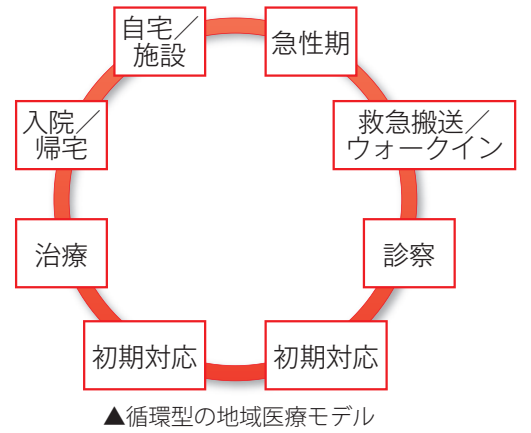 自宅／
施設
急性期
入院／
帰宅
救急搬送／
ウォークイン
治療
診察
初期対応
初期対応
▲循環型の地域医療モデル